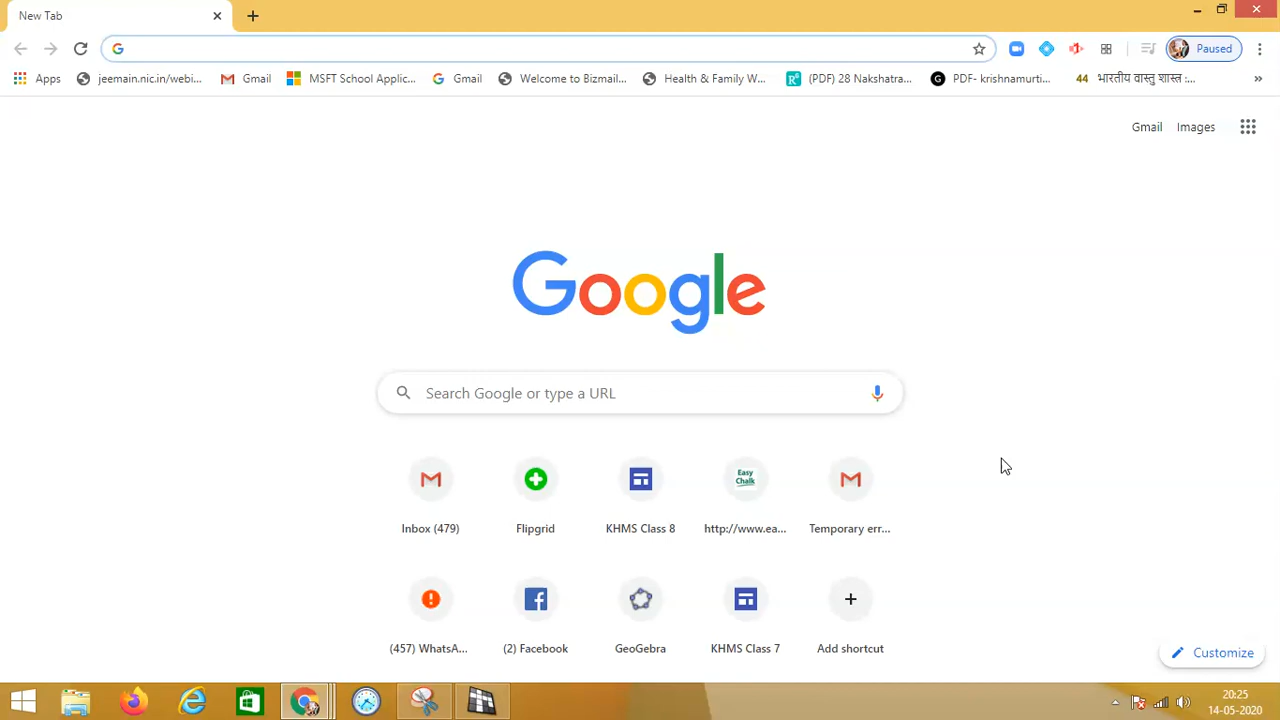 New Tab
Paused
Apps jeemain.nic.in/webi... Gmail MSFT School Applic... Gmail Welcome to Bizmail... Health & Family W... (PDF) 28 Nakshatra... PDF- krishnamurti... 44 भारतीय वास्तु शास्त्र :... »
Gmail Images
Google
Search Google or type a URL
Easy
Chalk
Inbox (479) Flipgrid KHMS Class 8 http://www.ea... Temporary err...
(457) WhatsA... (2) Facebook GeoGebra KHMS Class 7 Add shortcut
Customize
20:25
14-05-2020